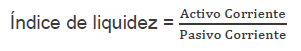 Índice de liquidez = Activo Corriente / Pasivo Corriente